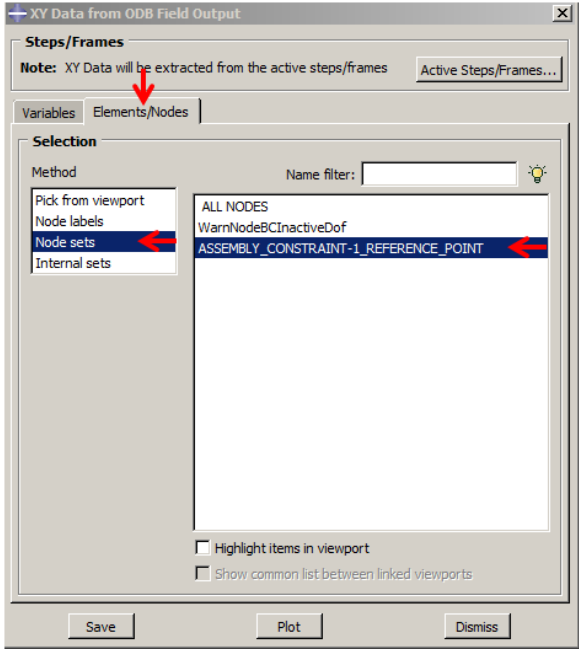 XY Data from ODB Field Output
Steps/Frames
Note: XY Data will be extracted from the active steps/frames
Active Steps/Frames...
Variables
Elements/Nodes
Selection
Method
Name filter:
Pick from viewport
Node labels
Node sets
Internal sets
ALL NODES
WarnNodeBCInactiveDof
ASSEMBLY_CONSTRAINT-1_REFERENCE_POINT
Highlight items in viewport
Show common list between linked viewports
Save
Plot
Dismiss